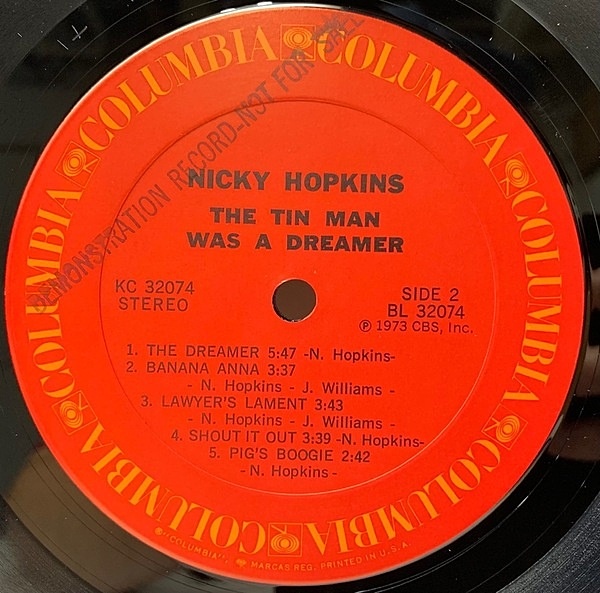 COLUMBIA COLUMBIA COLUMBIA COLUMBIA COLUMBIA COLUMBIA COLUMBIA
DEMONSTRATION RECORD-NOT FOR SALE
NICKY HOPKINS
THE TIN MAN
WAS A DREAMER
KC 32074
STEREO
SIDE 2
BL 32074
℗ 1973 CBS, Inc.
1. THE DREAMER 5:47 -N. Hopkins-
2. BANANA ANNA 3:37
- N. Hopkins - J. Williams -
3. LAWYER'S LAMENT 3:43
- N. Hopkins - J. Williams -
4. SHOUT IT OUT 3:39 -N. Hopkins-
5. PIG'S BOOGIE 2:42
- N. Hopkins -
® "COLUMBIA", MARCAS REG. PRINTED IN U.S.A.